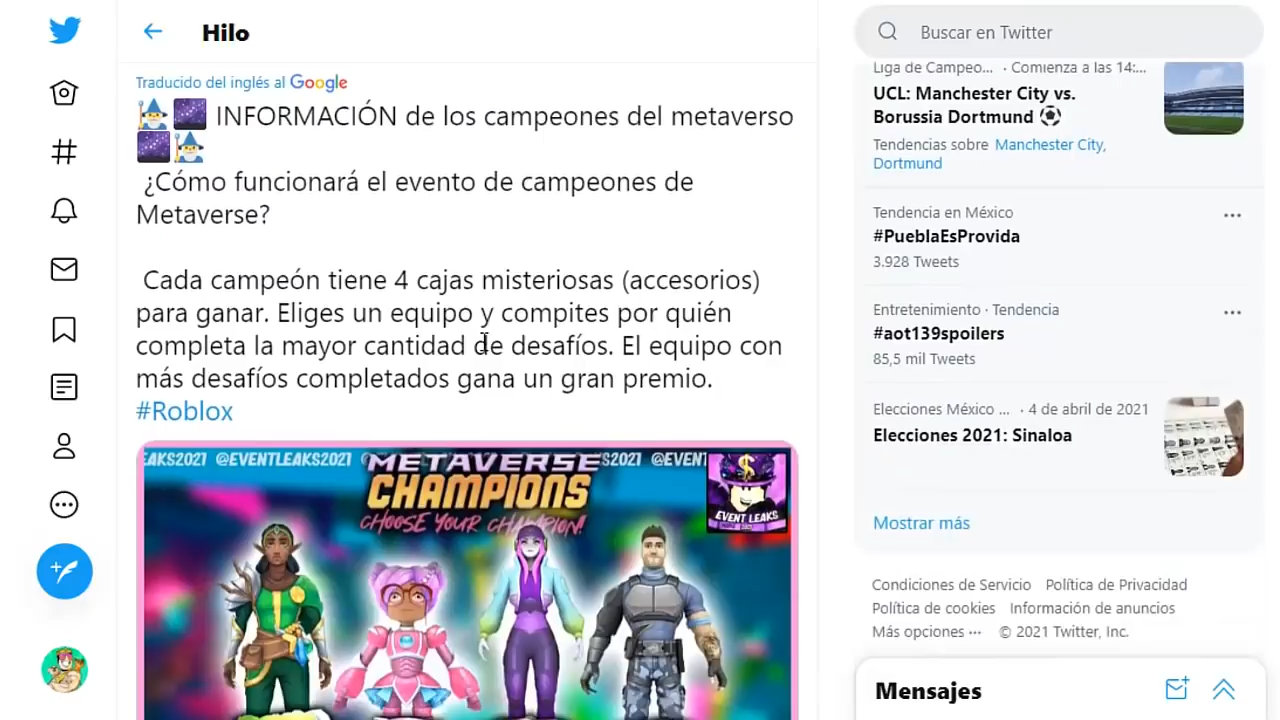 Hilo
Traducido del inglés al Google
INFORMACIÓN de los campeones del metaverso
¿Cómo funcionará el evento de campeones de
Metaverse?
Cada campeón tiene 4 cajas misteriosas (accesorios)
para ganar. Eliges un equipo y compites por quién
completa la mayor cantidad de desafíos. El equipo con
más desafíos completados gana un gran premio.
#Roblox
EAKS2021 @EVENTLEAKS2021 S2021 @EVENT
METAVERSE
CHAMPIONS
CHOOSE YOUR CHAMPION!
$
EVENT LEAKS
Buscar en Twitter
Liga de Campeo... · Comienza a las 14:...
UCL: Manchester City vs.
Borussia Dortmund
Tendencias sobre Manchester City,
Dortmund
Tendencia en México
#PueblaEsProvida
3.928 Tweets
Entretenimiento · Tendencia
#aot139spoilers
85,5 mil Tweets
Elecciones México ... · 4 de abril de 2021
Elecciones 2021: Sinaloa
Mostrar más
Condiciones de Servicio Política de Privacidad
Política de cookies Información de anuncios
Más opciones ··· © 2021 Twitter, Inc.
Mensajes